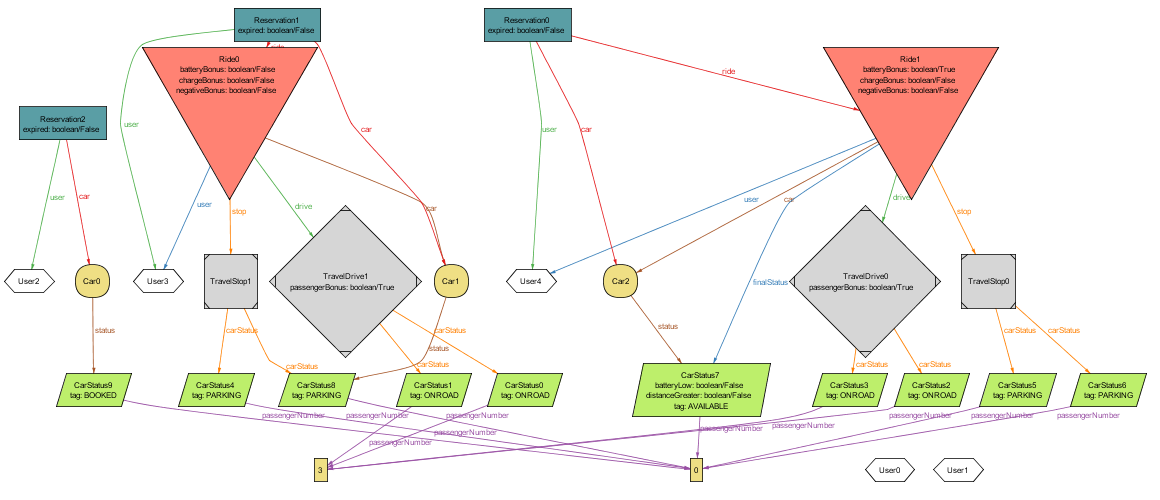 Reservation1
expired: boolean/False
Reservation0
expired: boolean/False
ride
Ride0
batteryBonus: boolean/False
chargeBonus: boolean/False
negativeBonus: boolean/False
Ride1
batteryBonus: boolean/True
chargeBonus: boolean/False
negativeBonus: boolean/False
ride
Reservation2
expired: boolean/False
user
car
user
car
user
car
user
stop
drive
car
user
car
drive
stop
User2
Car0
User3
TravelStop1
TravelDrive1
passengerBonus: boolean/True
Car1
User4
Car2
finalStatus
TravelDrive0
passengerBonus: boolean/True
TravelStop0
status
carStatus
carStatus
carStatus
status
carStatus
status
carStatus
carStatus
carStatus
carStatus
CarStatus9
tag: BOOKED
CarStatus4
tag: PARKING
CarStatus8
tag: PARKING
CarStatus1
tag: ONROAD
CarStatus0
tag: ONROAD
CarStatus7
batteryLow: boolean/False
distanceGreater: boolean/False
tag: AVAILABLE
CarStatus3
tag: ONROAD
CarStatus2
tag: ONROAD
CarStatus5
tag: PARKING
CarStatus6
tag: PARKING
passengerNumber
passengerNumber
passengerNumber
passengerNumber
passengerNumber
passengerNumber
passengerNumber
passengerNumber
passengerNumber
passengerNumber
3
0
User0
User1